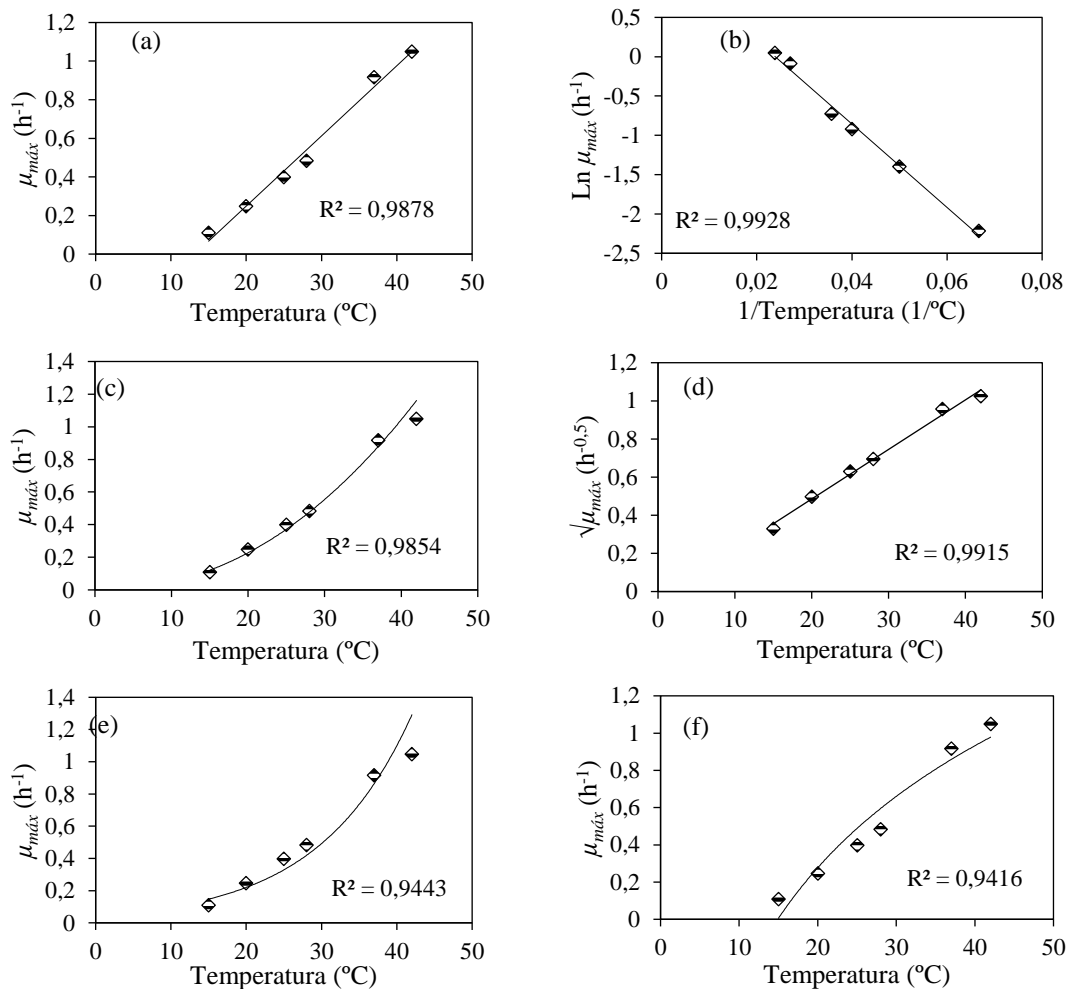 (a)
1,2
1
0,8
0,6
0,4
0,2
0
μmáx (h-1)
R² = 0,9878
0 10 20 30 40 50
Temperatura (ºC)
(b)
0,5
0
-0,5
-1
-1,5
-2
-2,5
Ln μmáx (h-1)
R² = 0,9928
0 0,02 0,04 0,06 0,08
1/Temperatura (1/ºC)
(c)
1,4
1,2
1
0,8
0,6
0,4
0,2
0
μmáx (h-1)
R² = 0,9854
0 10 20 30 40 50
Temperatura (ºC)
(d)
1,2
1
0,8
0,6
0,4
0,2
0
√μmáx (h-0,5)
R² = 0,9915
0 10 20 30 40 50
Temperatura (ºC)
(e)
1,4
1,2
1
0,8
0,6
0,4
0,2
0
μmáx (h-1)
R² = 0,9443
0 10 20 30 40 50
Temperatura (ºC)
(f)
1,2
1
0,8
0,6
0,4
0,2
0
μmáx (h-1)
R² = 0,9416
0 10 20 30 40 50
Temperatura (ºC)